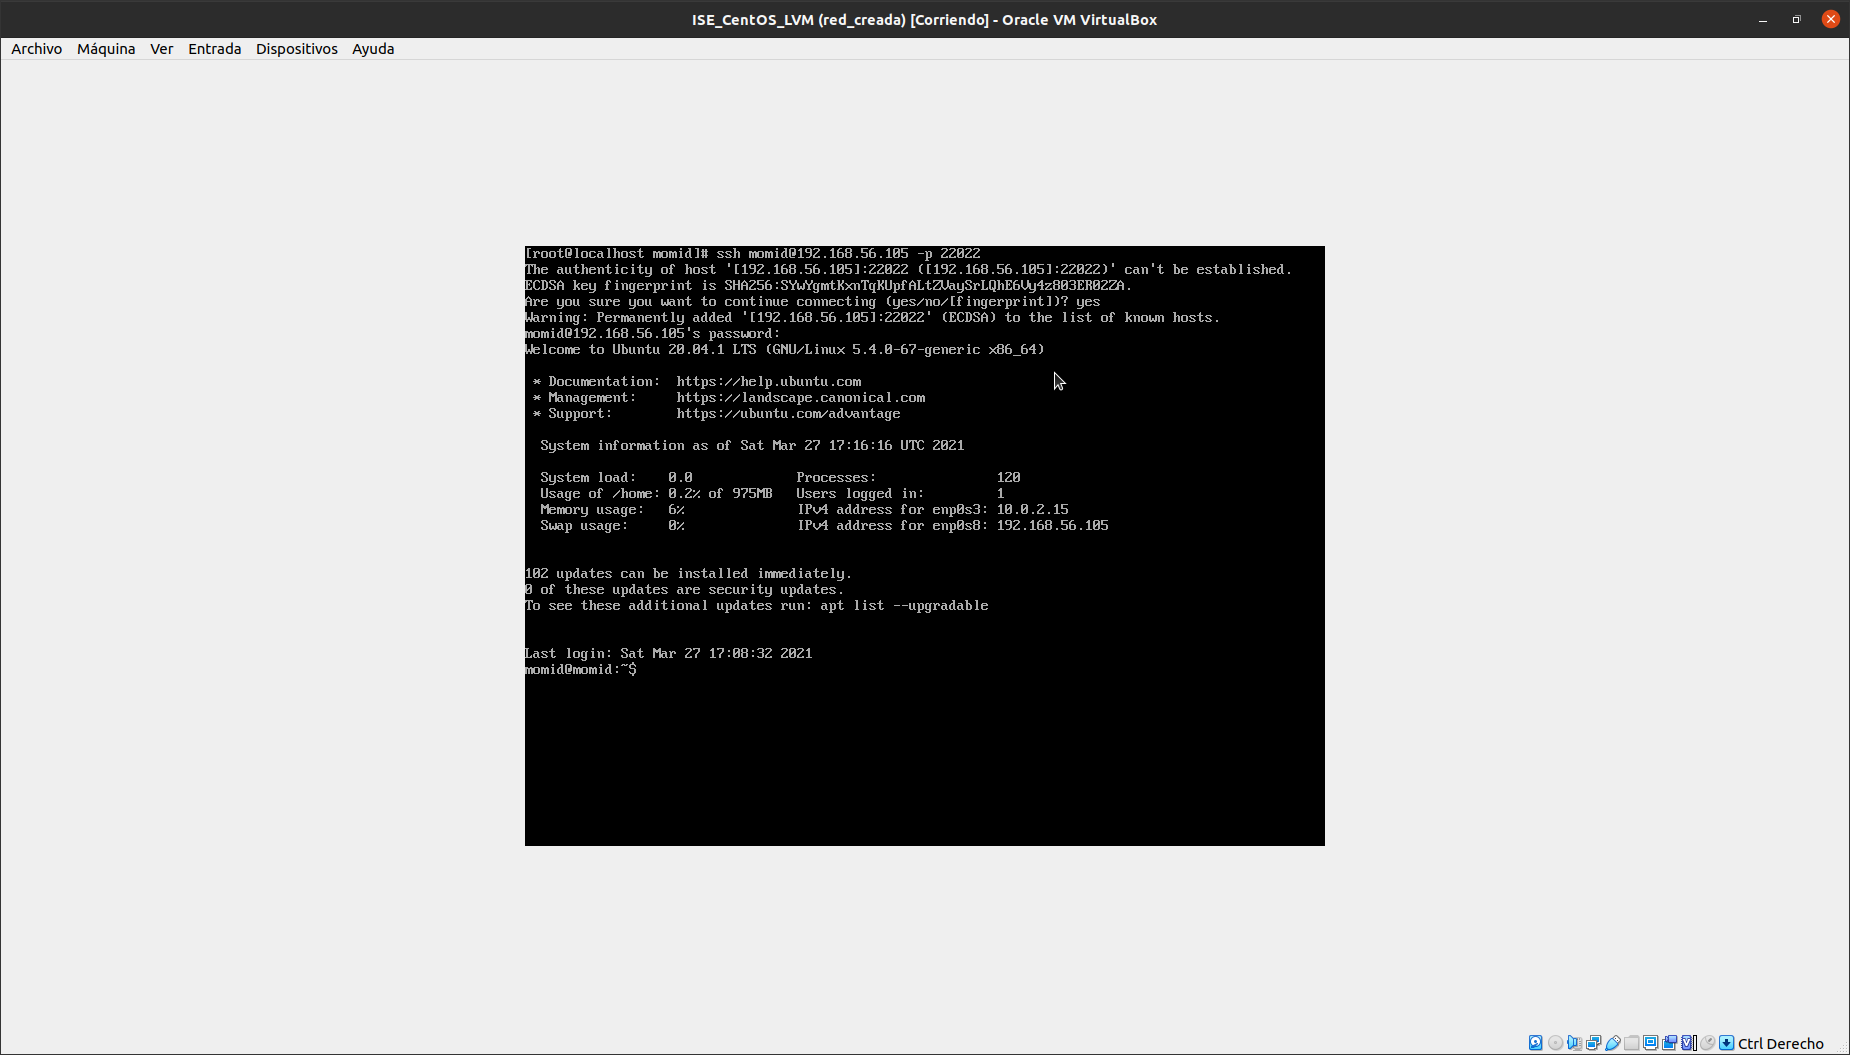 ISE_CentOS_LVM (red_creada) [Corriendo] - Oracle VM VirtualBox
Archivo Máquina Ver Entrada Dispositivos Ayuda
[root@localhost momid]# ssh momid@192.168.56.105 -p 22022
The authenticity of host '[192.168.56.105]:22022 ([192.168.56.105]:22022)' can't be established.
ECDSA key fingerprint is SHA256:SYwYgmtKxnTqKUpfALtZVaySrLQhE6Vy4z803ER02ZA.
Are you sure you want to continue connecting (yes/no/[fingerprint])? yes
Warning: Permanently added '[192.168.56.105]:22022' (ECDSA) to the list of known hosts.
momid@192.168.56.105's password:
Welcome to Ubuntu 20.04.1 LTS (GNU/Linux 5.4.0-67-generic x86_64)
* Documentation: https://help.ubuntu.com
* Management: https://landscape.canonical.com
* Support: https://ubuntu.com/advantage
System information as of Sat Mar 27 17:16:16 UTC 2021
System load: 0.0 Processes: 120
Usage of /home: 0.2% of 975MB Users logged in: 1
Memory usage: 6% IPv4 address for enp0s3: 10.0.2.15
Swap usage: 0% IPv4 address for enp0s8: 192.168.56.105
102 updates can be installed immediately.
0 of these updates are security updates.
To see these additional updates run: apt list --upgradable
Last login: Sat Mar 27 17:08:32 2021
momid@momid:~$
Ctrl Derecho